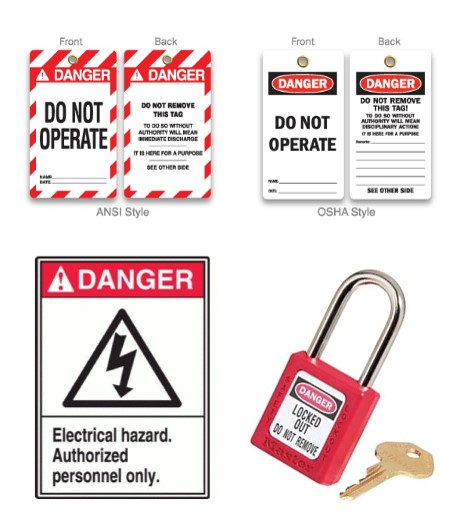 Front
Back
DANGER
DO NOT
OPERATE
NAME
DATE
DANGER
DO NOT REMOVE
THIS TAG
TO DO SO WITHOUT
AUTHORITY WILL MEAN
IMMEDIATE DISCHARGE
IT IS HERE FOR A PURPOSE
SEE OTHER SIDE
ANSI Style
Front
Back
DANGER
DO NOT
OPERATE
NAME
DATE
DANGER
DO NOT REMOVE
THIS TAG!
TO DO SO WITHOUT
AUTHORITY WILL MEAN
DISCIPLINARY ACTION!
IT IS HERE FOR A PURPOSE
Remarks:
SEE OTHER SIDE
OSHA Style
DANGER
Electrical hazard.
Authorized
personnel only.
DANGER
LOCKED
OUT
DO NOT REMOVE
Master